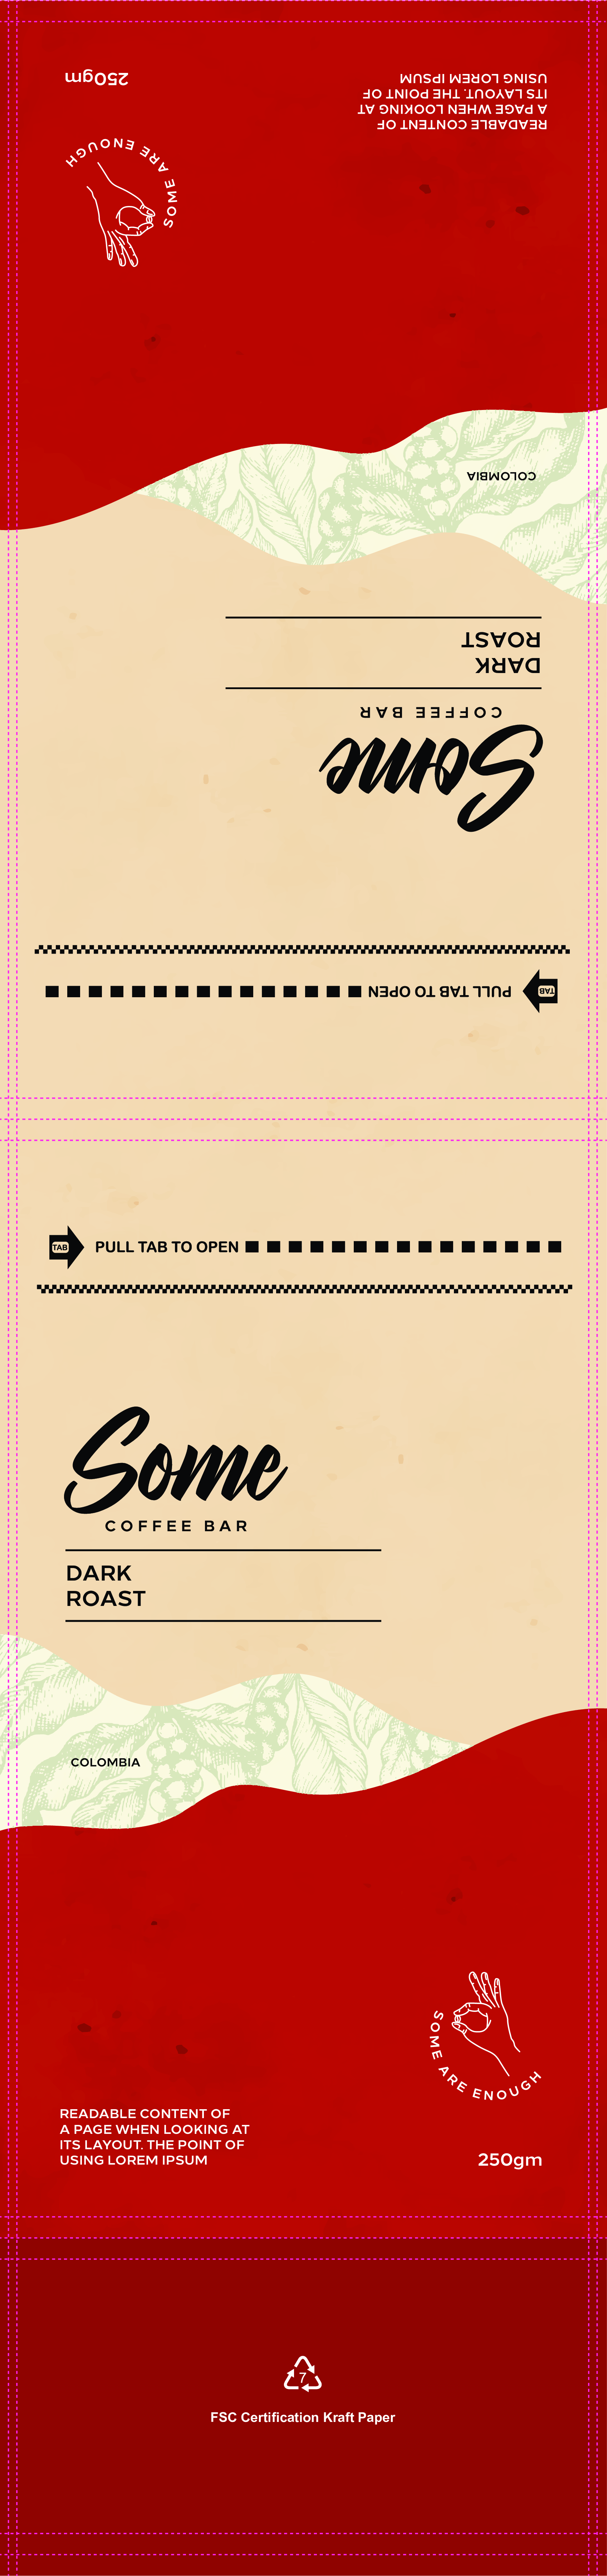 250gm
SOME ARE ENOUGH
READABLE CONTENT OF
A PAGE WHEN LOOKING AT
ITS LAYOUT. THE POINT OF
USING LOREM IPSUM
COLOMBIA
DARK
ROAST
COFFEE BAR
Some
PULL TAB TO OPEN
TAB
TAB
PULL TAB TO OPEN
Some
COFFEE BAR
DARK
ROAST
COLOMBIA
SOME ARE ENOUGH
READABLE CONTENT OF
A PAGE WHEN LOOKING AT
ITS LAYOUT. THE POINT OF
USING LOREM IPSUM
250gm
7
FSC Certification Kraft Paper